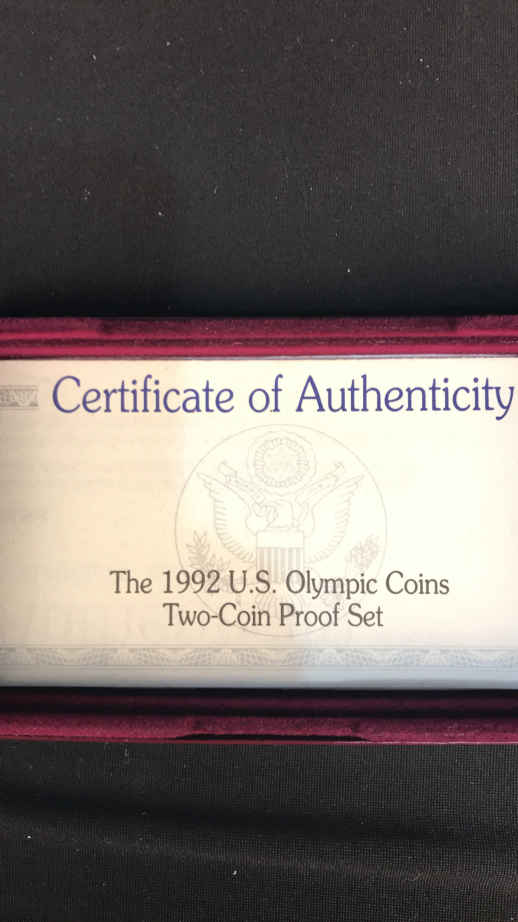 Certificate of Authenticity
The 1992 U.S. Olympic Coins
Two-Coin Proof Set